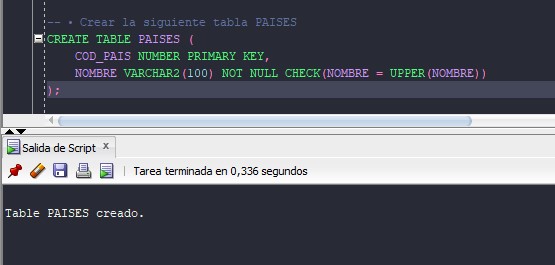 -- • Crear la siguiente tabla PAISES
CREATE TABLE PAISES (
COD_PAIS NUMBER PRIMARY KEY,
NOMBRE VARCHAR2(100) NOT NULL CHECK(NOMBRE = UPPER(NOMBRE))
);
Salida de Script x
Tarea terminada en 0,336 segundos
Table PAISES creado.